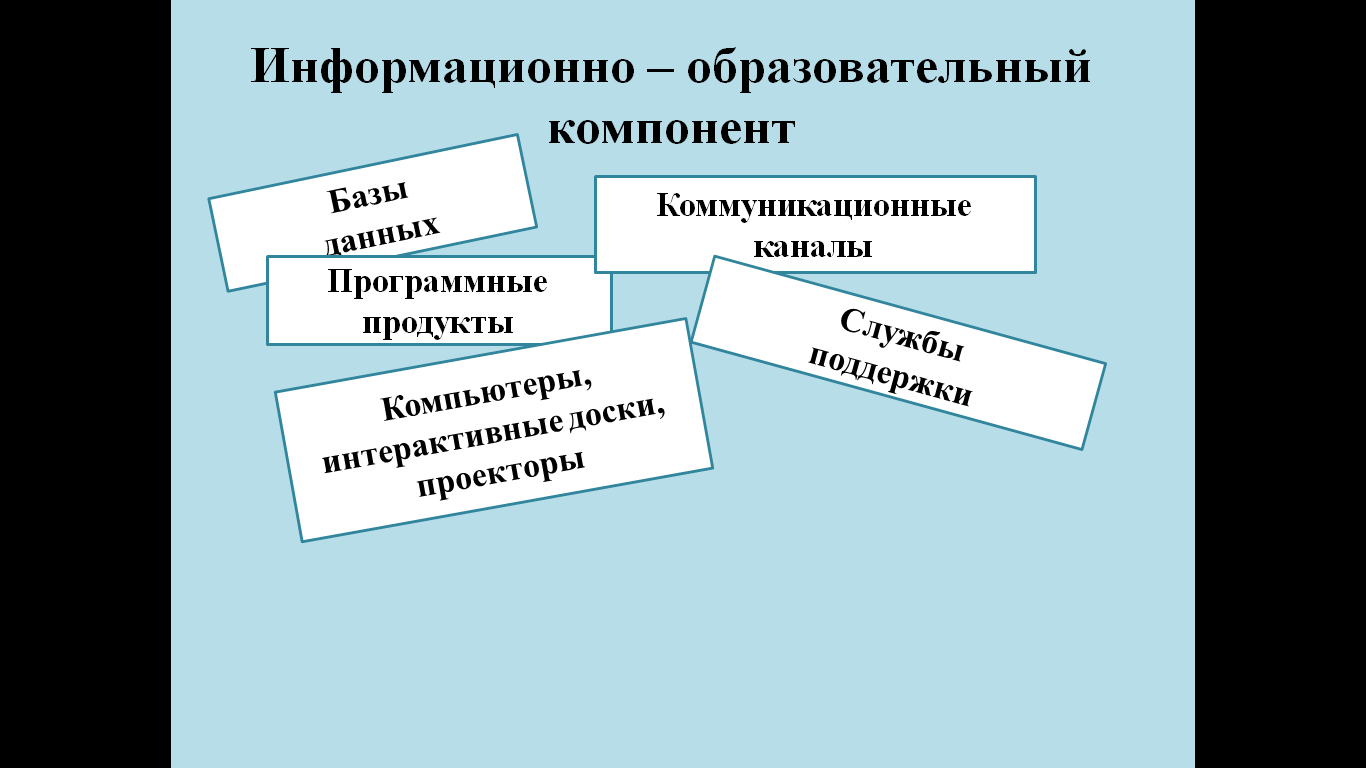 Информационно – образовательный
компонент
Базы
данных
Коммуникационные
каналы
Программные
продукты
Службы
поддержки
Компьютеры,
интерактивные доски,
проекторы